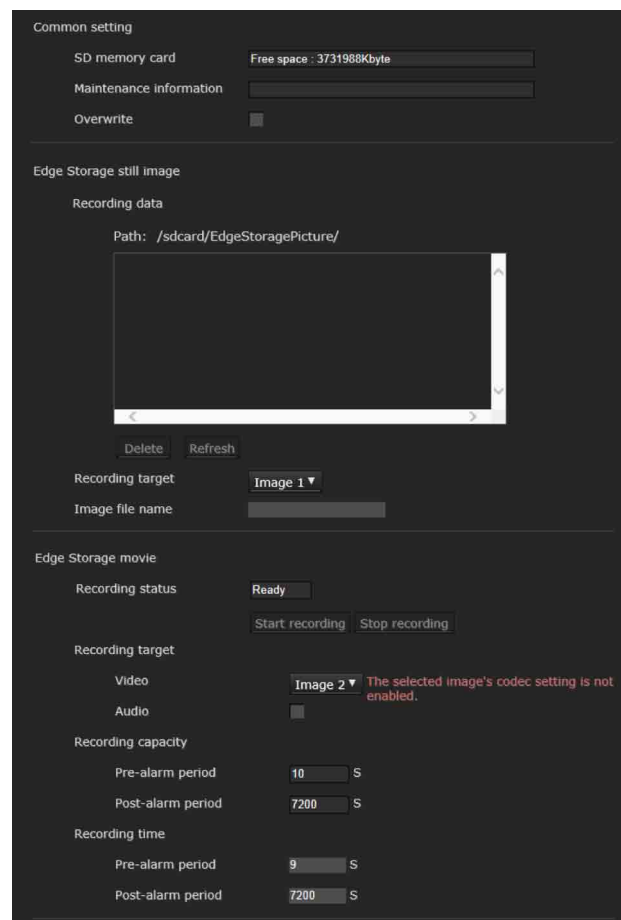 Common setting
SD memory card Free space : 3731988Kbyte
Maintenance information
Overwrite
Edge Storage still image
Recording data
Path: /sdcard/EdgeStoragePicture/
Delete Refresh
Recording target Image 1
Image file name
Edge Storage movie
Recording status Ready
Start recording Stop recording
Recording target
Video Image 2 The selected image's codec setting is not
enabled.
Audio
Recording capacity
Pre-alarm period 10 S
Post-alarm period 7200 S
Recording time
Pre-alarm period 9 S
Post-alarm period 7200 S